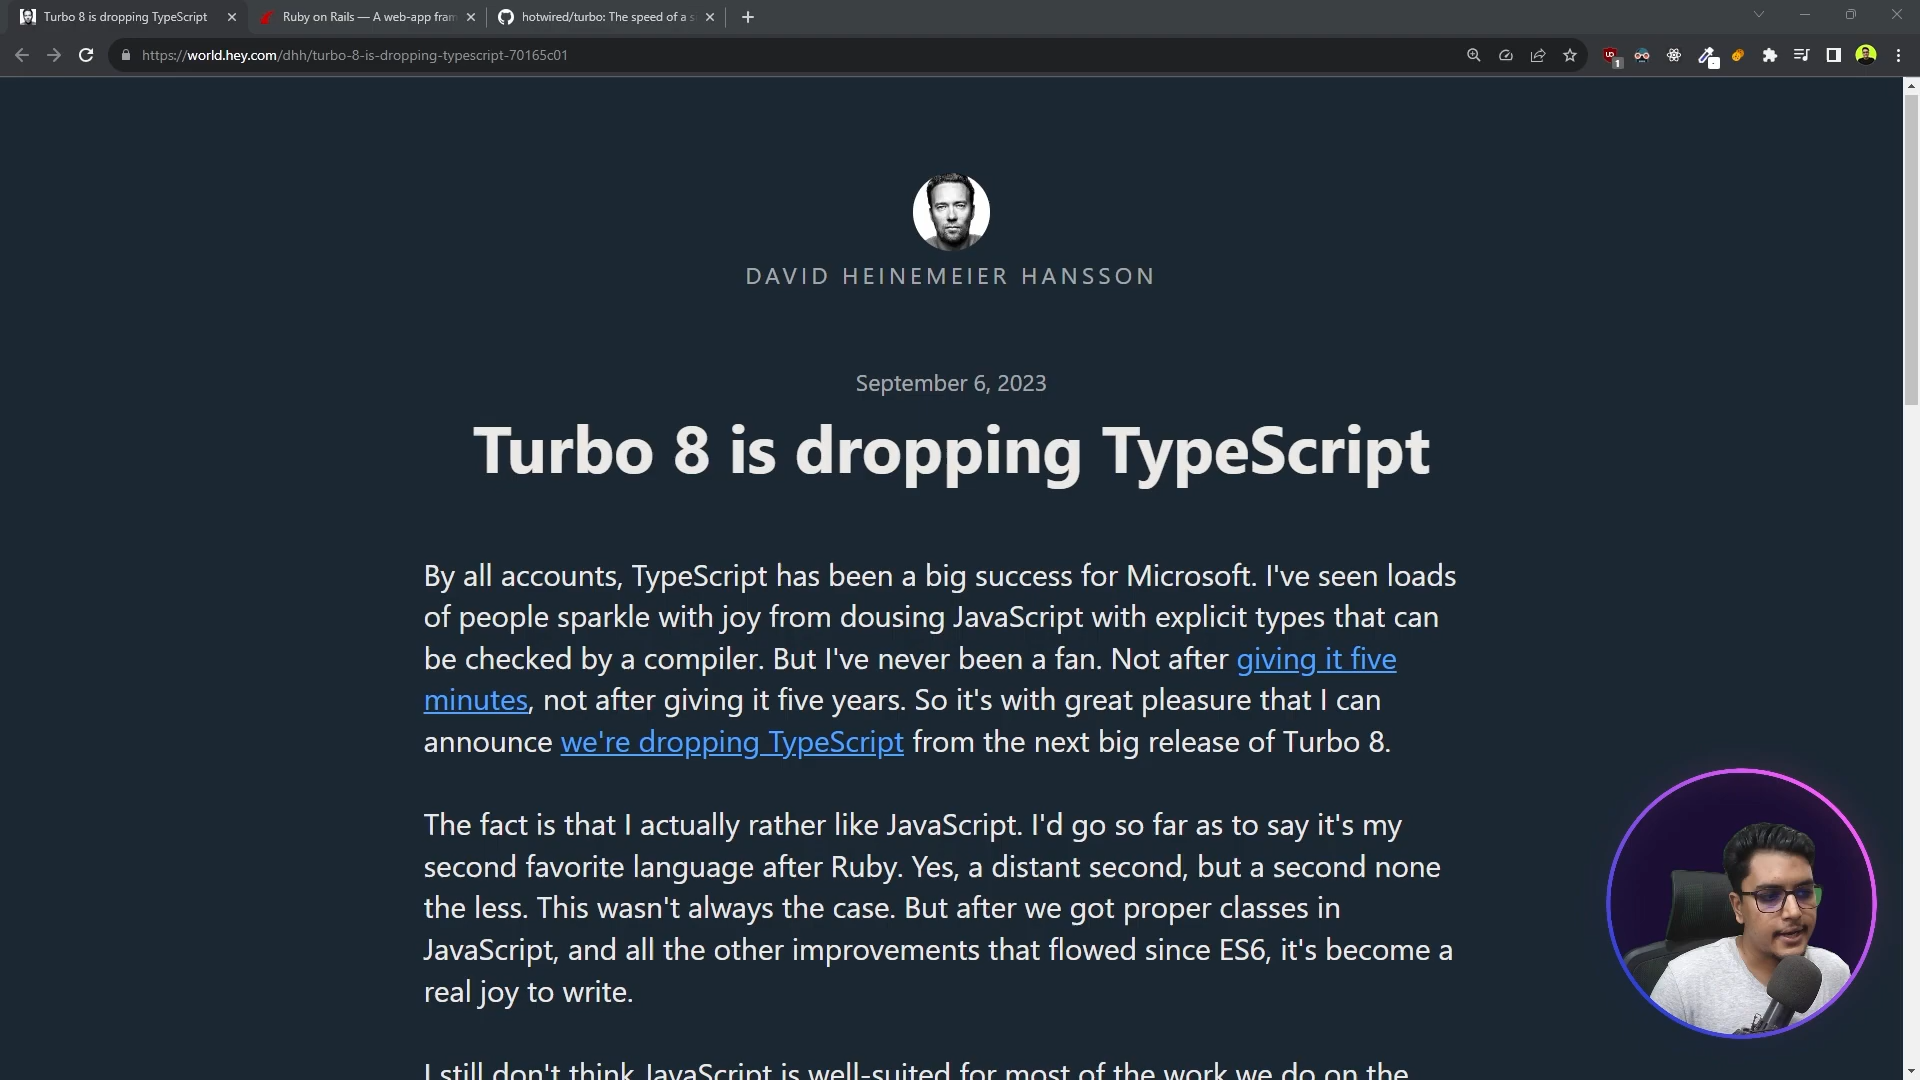 Turbo 8 is dropping TypeScript
Ruby on Rails — A web-app fram
hotwired/turbo: The speed of a s
https://world.hey.com/dhh/turbo-8-is-dropping-typescript-70165c01
1
DAVID HEINEMEIER HANSSON
September 6, 2023
Turbo 8 is dropping TypeScript
By all accounts, TypeScript has been a big success for Microsoft. I've seen loads
of people sparkle with joy from dousing JavaScript with explicit types that can
be checked by a compiler. But I've never been a fan. Not after giving it five
minutes, not after giving it five years. So it's with great pleasure that I can
announce we're dropping TypeScript from the next big release of Turbo 8.
The fact is that I actually rather like JavaScript. I'd go so far as to say it's my
second favorite language after Ruby. Yes, a distant second, but a second none
the less. This wasn't always the case. But after we got proper classes in
JavaScript, and all the other improvements that flowed since ES6, it's become a
real joy to write.
I still don't think JavaScript is well-suited for most of the work we do on the